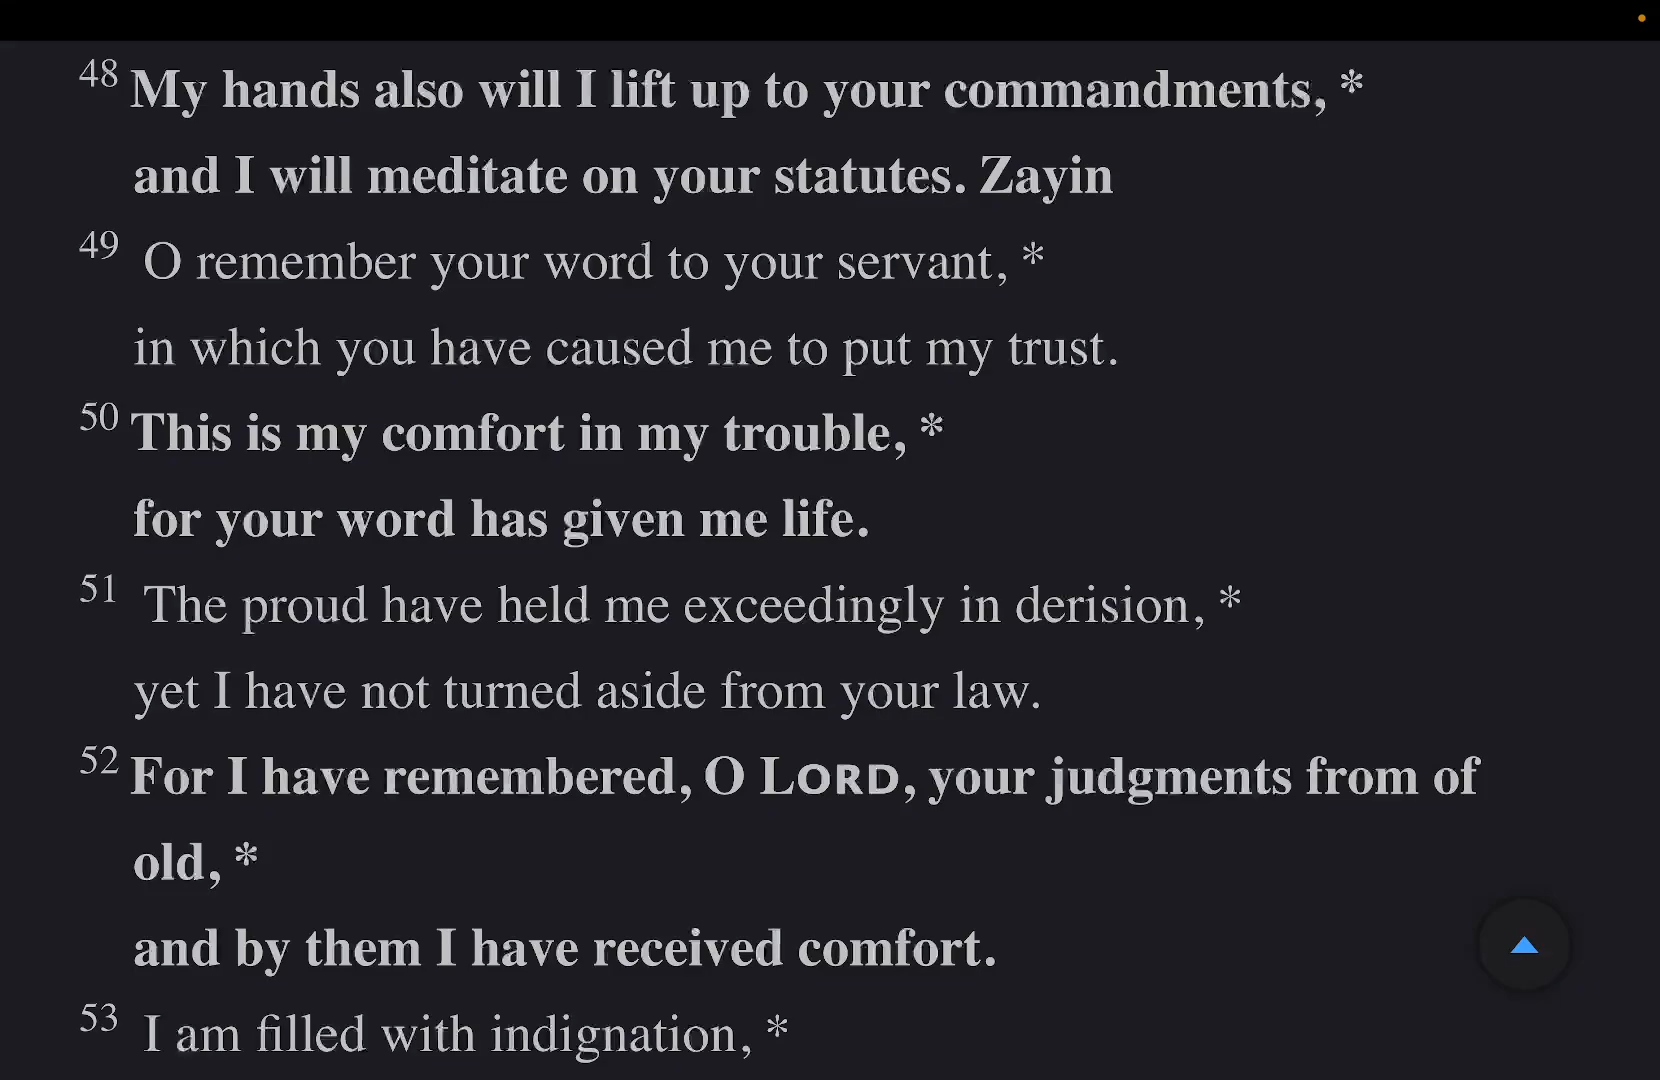 48 My hands also will I lift up to your commandments, *
and I will meditate on your statutes. Zayin
49 O remember your word to your servant, *
in which you have caused me to put my trust.
50 This is my comfort in my trouble, *
for your word has given me life.
51 The proud have held me exceedingly in derision, *
yet I have not turned aside from your law.
52 For I have remembered, O LORD, your judgments from of
old, *
and by them I have received comfort.
53 I am filled with indignation, *